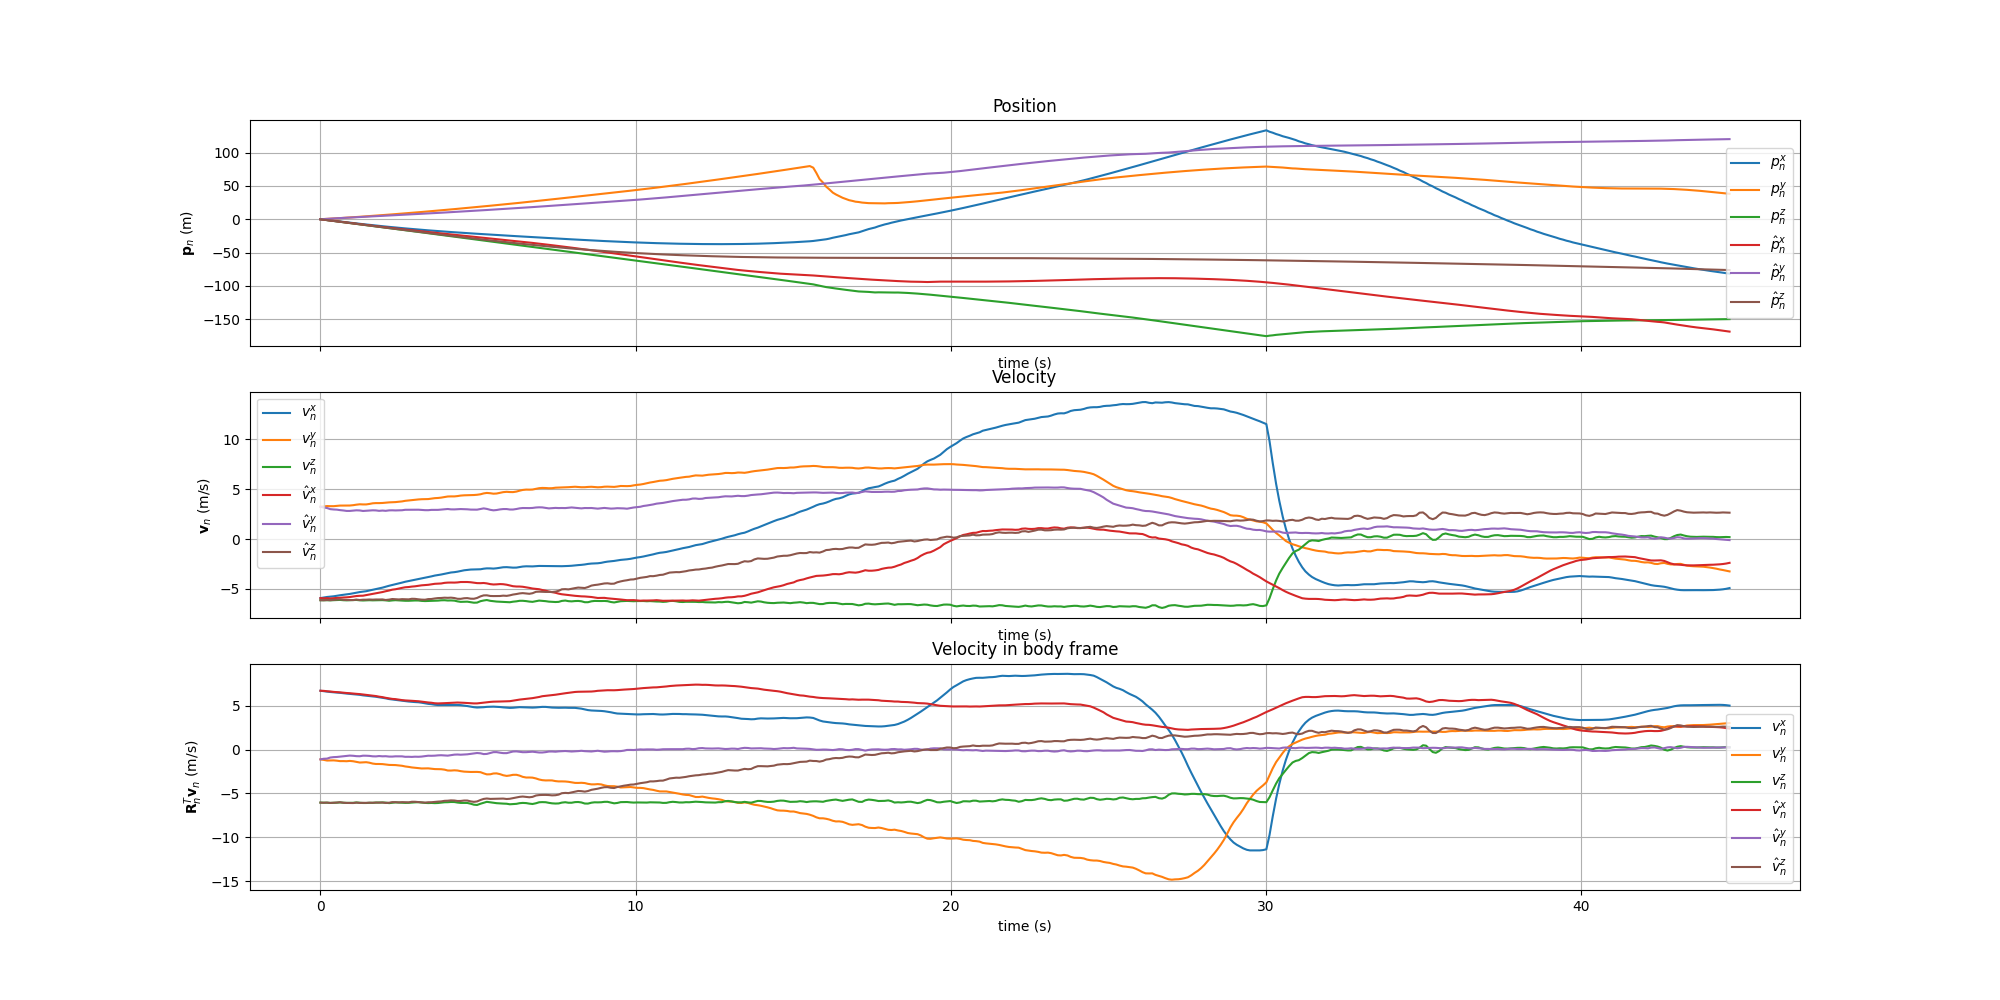 Position
100
50
0
−50
−100
−150
p_n (m)
p_n^x
p_n^y
p_n^z
p̂_n^x
p̂_n^y
p̂_n^z
time (s)
Velocity
10
5
0
−5
v_n (m/s)
v_n^x
v_n^y
v_n^z
v̂_n^x
v̂_n^y
v̂_n^z
time (s)
Velocity in body frame
5
0
−5
−10
−15
R_n^T v_n (m/s)
v_n^x
v_n^y
v_n^z
v̂_n^x
v̂_n^y
v̂_n^z
0 10 20 30 40
time (s)